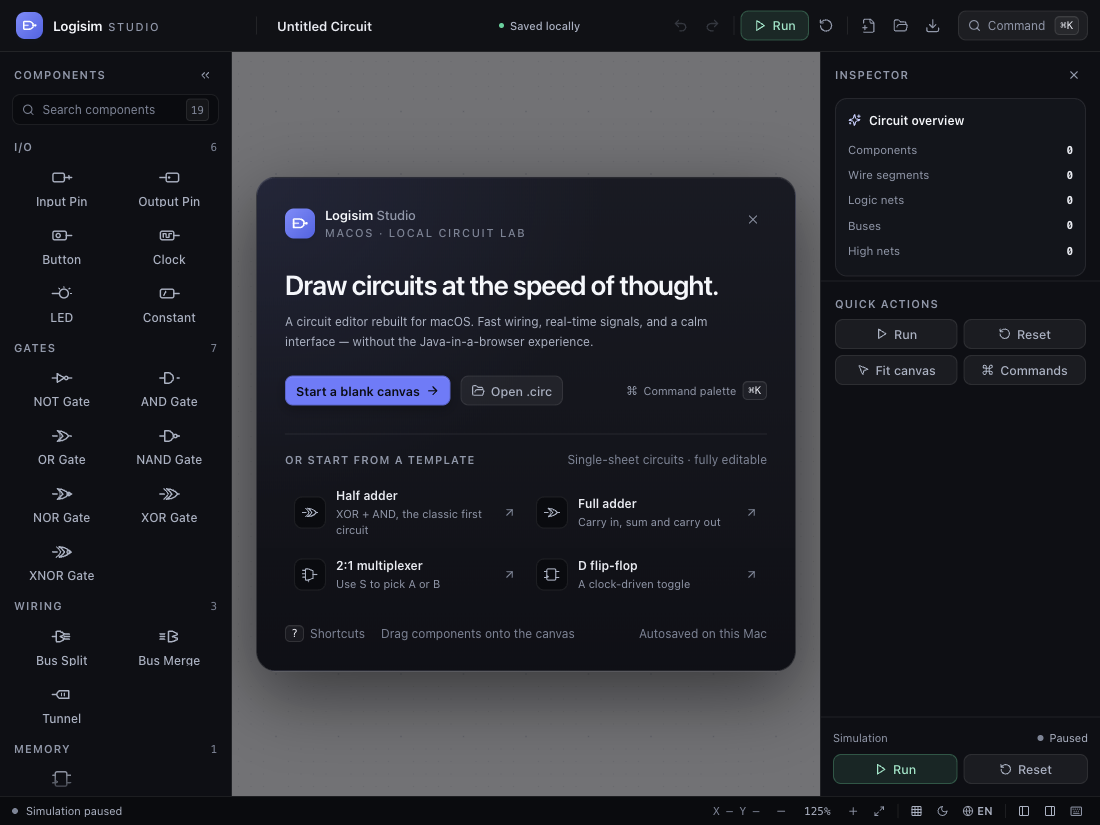 Logisim STUDIO
Untitled Circuit
Saved locally
Run
Command ⌘K
COMPONENTS
Search components 19
I/O 6
Input Pin Output Pin
Button Clock
LED Constant
GATES 7
NOT Gate AND Gate
OR Gate NAND Gate
NOR Gate XOR Gate
XNOR Gate
WIRING 3
Bus Split Bus Merge
Tunnel
MEMORY 1
Logisim Studio
MACOS · LOCAL CIRCUIT LAB
Draw circuits at the speed of thought.
A circuit editor rebuilt for macOS. Fast wiring, real-time signals, and a calm
interface — without the Java-in-a-browser experience.
Start a blank canvas →
Open .circ
⌘ Command palette ⌘K
OR START FROM A TEMPLATE Single-sheet circuits · fully editable
Half adder
XOR + AND, the classic first
circuit
Full adder
Carry in, sum and carry out
2:1 multiplexer
Use S to pick A or B
D flip-flop
A clock-driven toggle
? Shortcuts Drag components onto the canvas Autosaved on this Mac
INSPECTOR
Circuit overview
Components 0
Wire segments 0
Logic nets 0
Buses 0
High nets 0
QUICK ACTIONS
Run Reset
Fit canvas ⌘ Commands
Simulation Paused
Run Reset
Simulation paused
X — Y — − 125% + EN